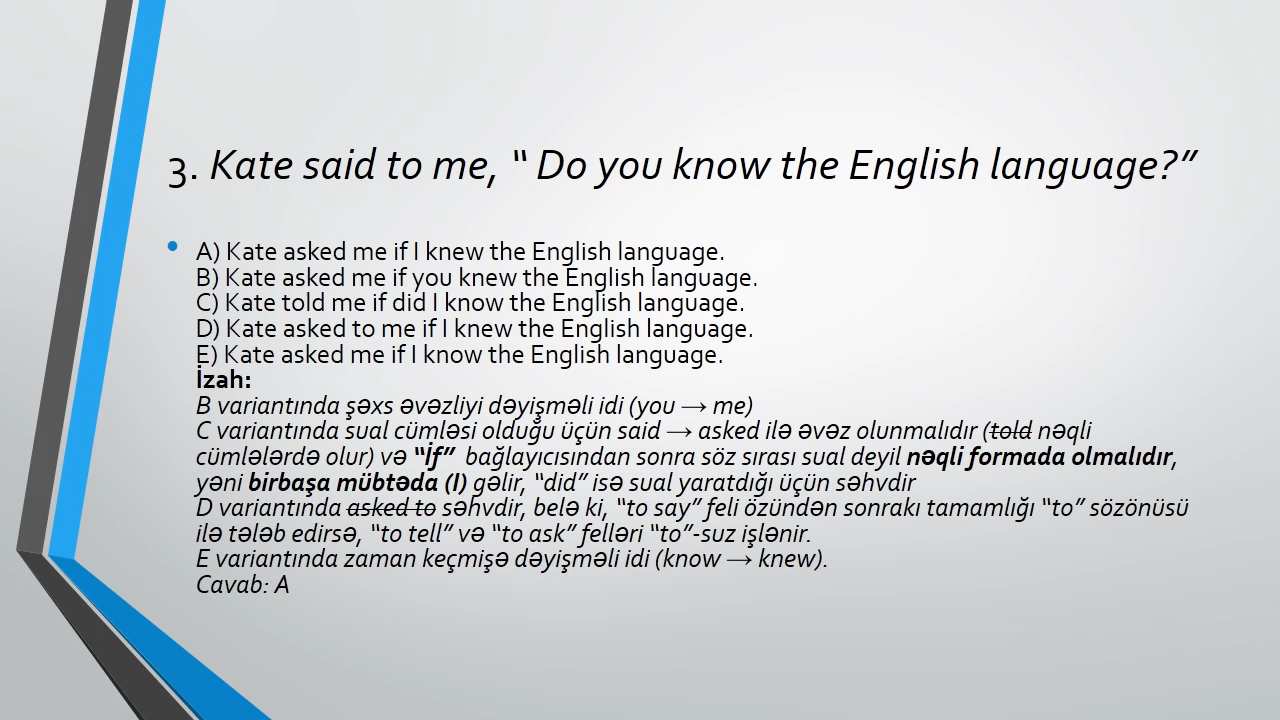 3. Kate said to me, “ Do you know the English language?”
• A) Kate asked me if I knew the English language.
B) Kate asked me if you knew the English language.
C) Kate told me if did I know the English language.
D) Kate asked to me if I knew the English language.
E) Kate asked me if I know the English language.
İzah:
B variantında şəxs əvəzliyi dəyişməli idi (you → me)
C variantında sual cümləsi olduğu üçün said → asked ilə əvəz olunmalıdır (told nəqli
cümlələrdə olur) və “İf” bağlayıcısından sonra söz sırası sual deyil nəqli formada olmalıdır,
yəni birbaşa mübtəda (I) gəlir, “did” isə sual yaratdığı üçün səhvdir
D variantında asked to səhvdir, belə ki, “to say” feli özündən sonrakı tamamlığı “to” sözönüsü
ilə tələb edirsə, “to tell” və “to ask” felləri “to”-suz işlənir.
E variantında zaman keçmişə dəyişməli idi (know → knew).
Cavab: A